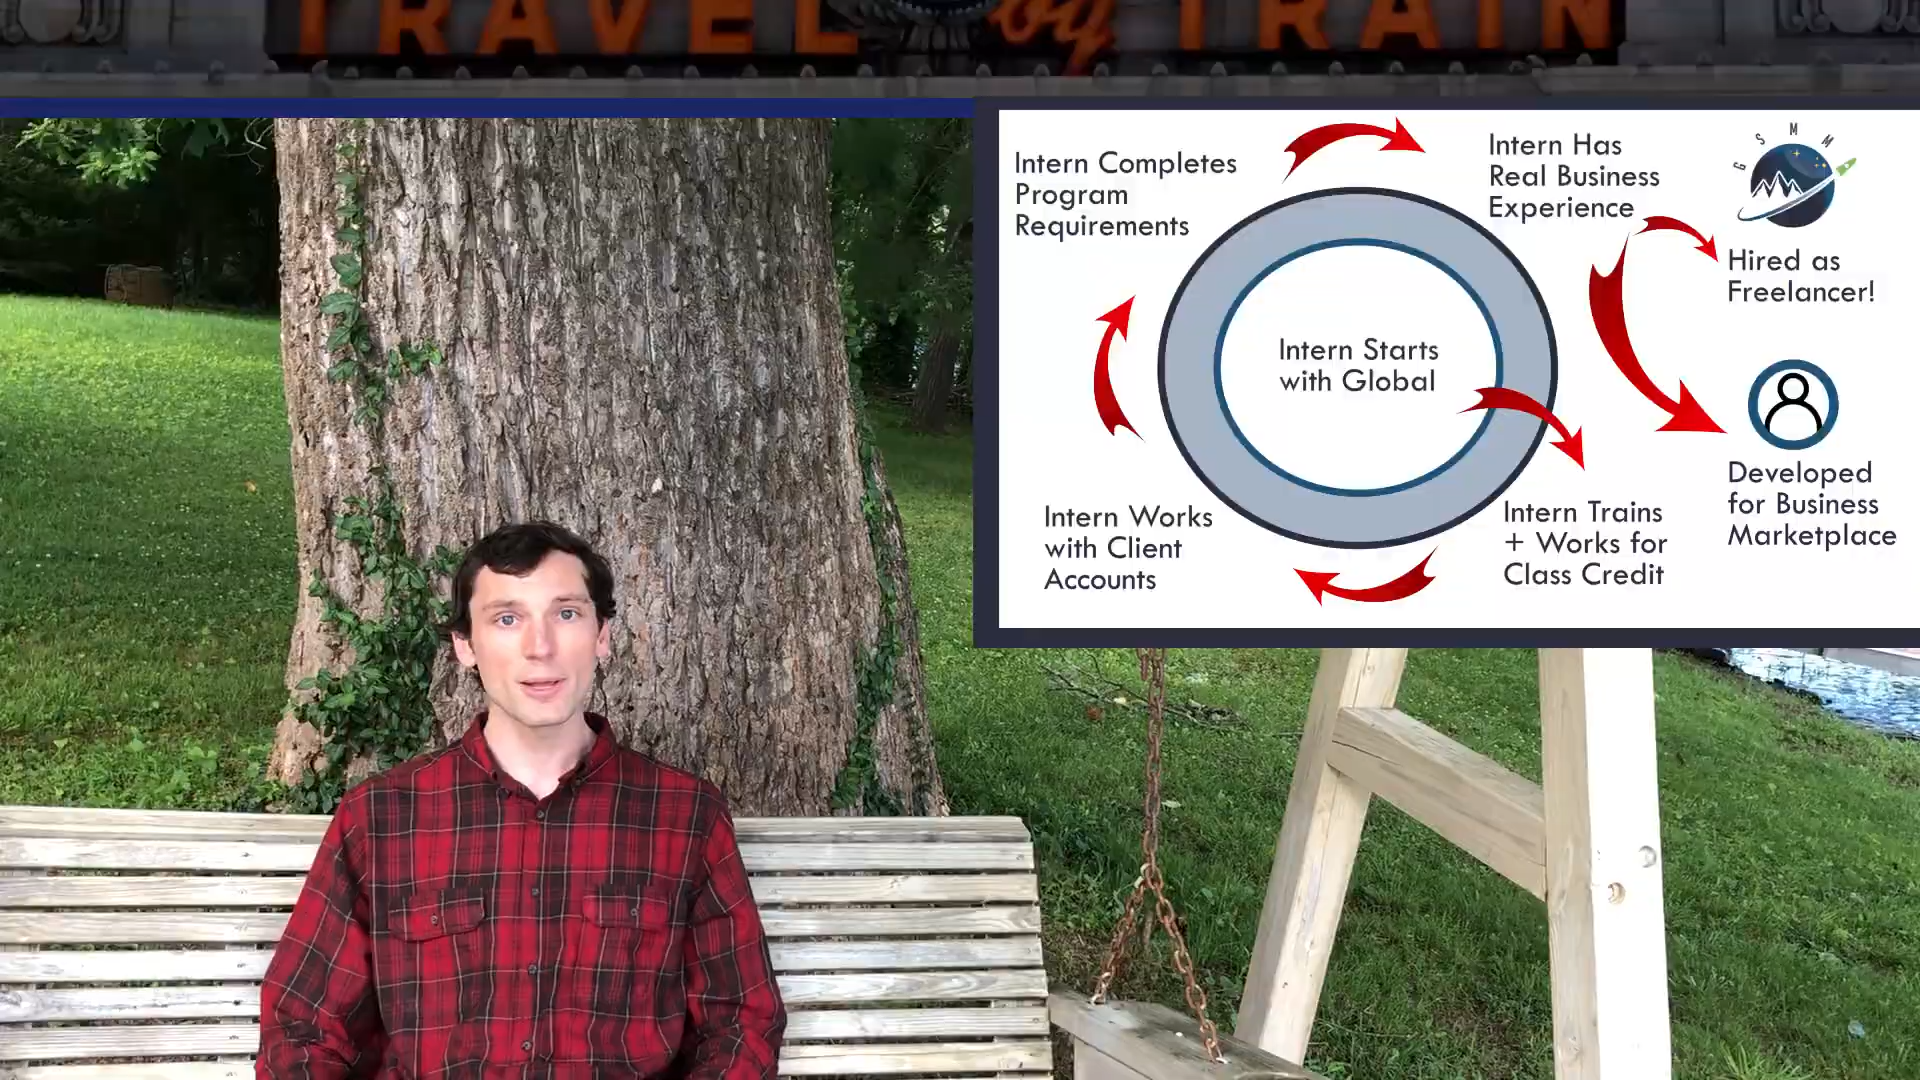 TRAVEL by TRAIN
Intern Completes
Program
Requirements
Intern Has
Real Business
Experience
G S M M
Hired as
Freelancer!
Intern Starts
with Global
Developed
for Business
Marketplace
Intern Works
with Client
Accounts
Intern Trains
+ Works for
Class Credit